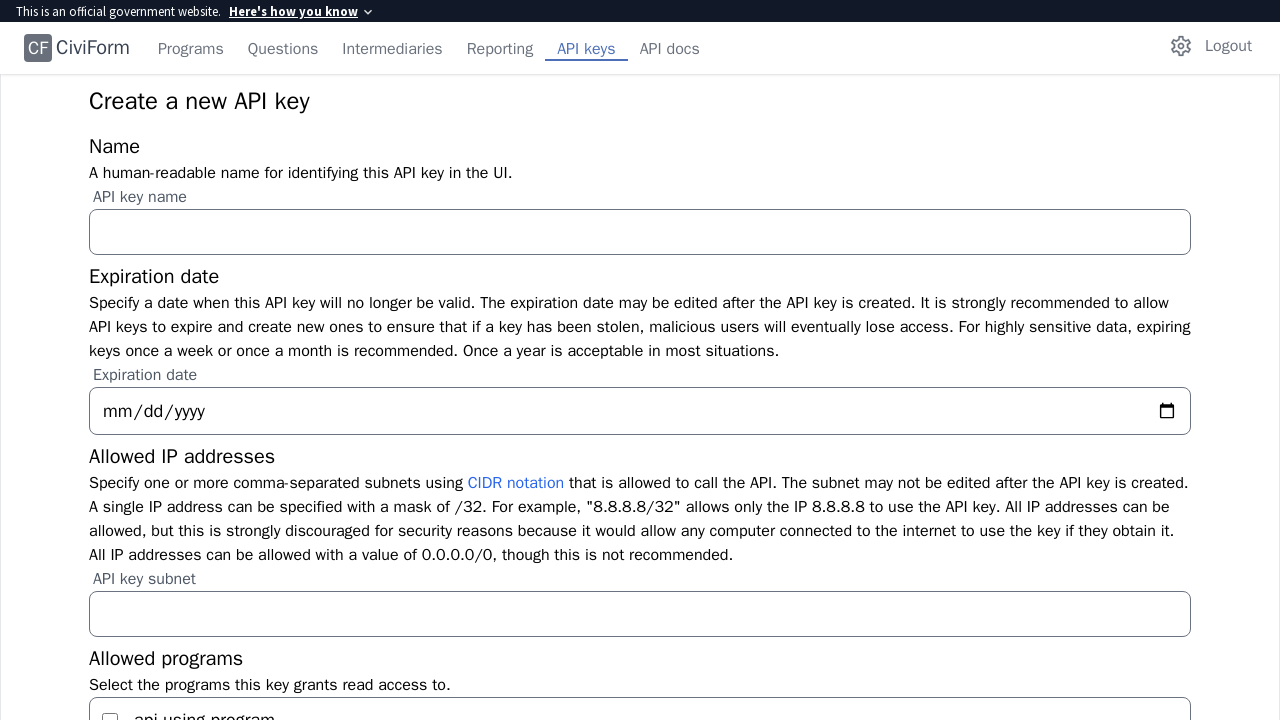 This is an official government website. Here's how you know
CF CiviForm Programs Questions Intermediaries Reporting API keys API docs Logout
Create a new API key
Name
A human-readable name for identifying this API key in the UI.
API key name
Expiration date
Specify a date when this API key will no longer be valid. The expiration date may be edited after the API key is created. It is strongly recommended to allow
API keys to expire and create new ones to ensure that if a key has been stolen, malicious users will eventually lose access. For highly sensitive data, expiring
keys once a week or once a month is recommended. Once a year is acceptable in most situations.
Expiration date
mm/dd/yyyy
Allowed IP addresses
Specify one or more comma-separated subnets using CIDR notation that is allowed to call the API. The subnet may not be edited after the API key is created.
A single IP address can be specified with a mask of /32. For example, "8.8.8.8/32" allows only the IP 8.8.8.8 to use the API key. All IP addresses can be
allowed, but this is strongly discouraged for security reasons because it would allow any computer connected to the internet to use the key if they obtain it.
All IP addresses can be allowed with a value of 0.0.0.0/0, though this is not recommended.
API key subnet
Allowed programs
Select the programs this key grants read access to.
api using program